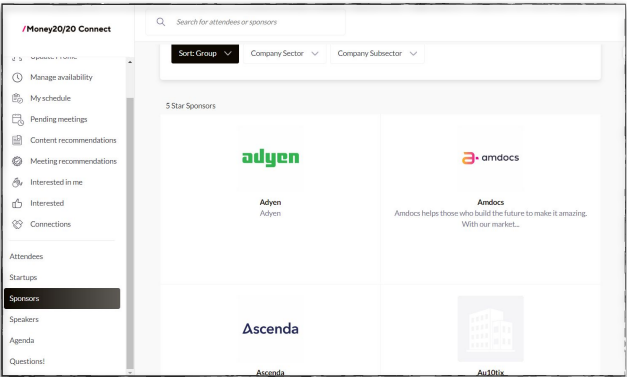 /Money20/20 Connect
Search for attendees or sponsors
Update Profile
Manage availability
My schedule
Pending meetings
Content recommendations
Meeting recommendations
Interested in me
Interested
Connections
Attendees
Startups
Sponsors
Speakers
Agenda
Questions!
Sort: Group
Company Sector
Company Subsector
5 Star Sponsors
adyen
Adyen
Adyen
a. amdocs
Amdocs
Amdocs helps those who build the future to make it amazing.
With our market...
Ascenda
Ascenda
Au10tix